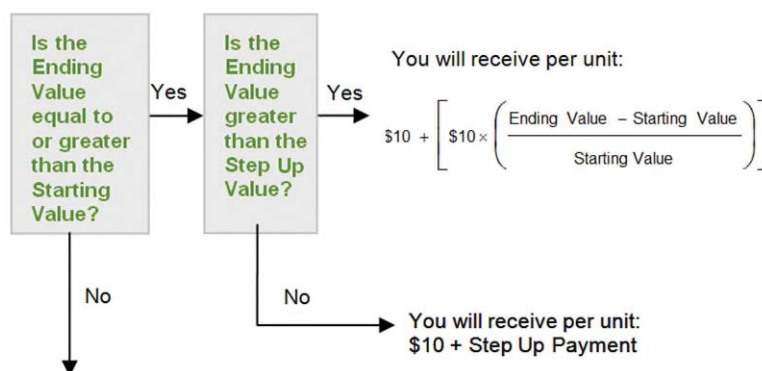 Is the
Ending
Value
equal to
or greater
than the
Starting
Value?
Yes
Is the
Ending
Value
greater
than the
Step Up
Value?
Yes
You will receive per unit:
$10 + [ $10 × ( Ending Value – Starting Value
Starting Value ) ]
No
No
You will receive per unit:
$10 + Step Up Payment